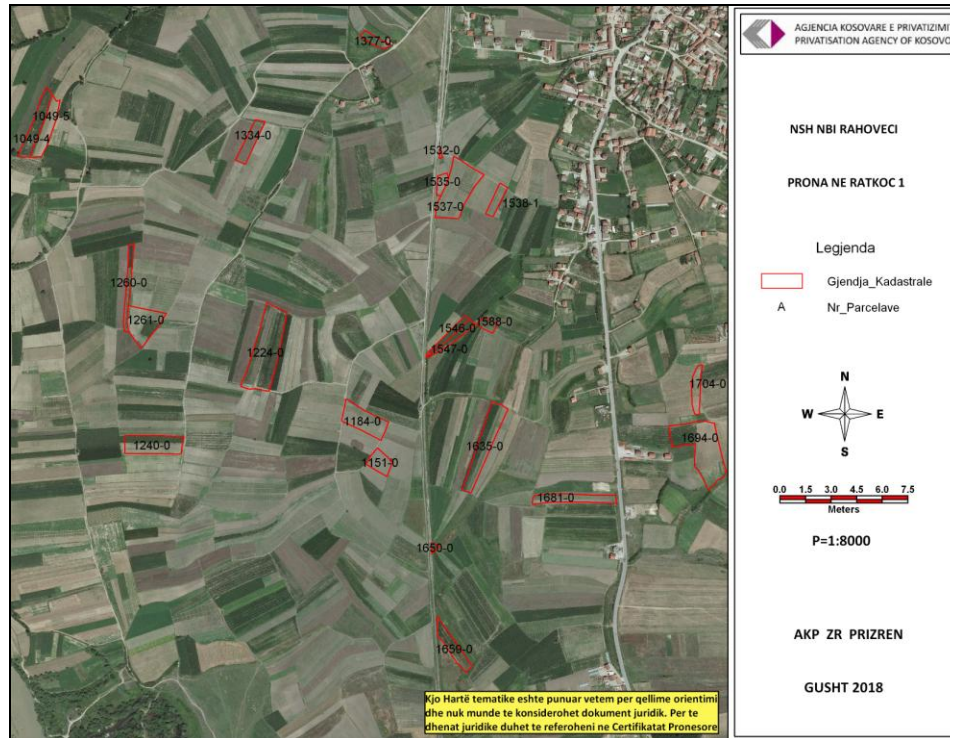 1377-0
1049-5
1049-4
1334-0
1532-0
1535-0
1537-0
1538-1
1260-0
1261-0
1224-0
1546-0
1588-0
1547-0
1704-0
1184-0
1694-0
1240-0
1151-0
1635-0
1681-0
1650-0
1659-0
Kjo Hartë tematike eshte punuar vetem per qellime orientimi
dhe nuk munde te konsiderohet dokument juridik. Per te
dhenat juridike duhet te referoheni ne Certifikatat Pronesore
AGJENCIA KOSOVARE E PRIVATIZIMI
PRIVATISATION AGENCY OF KOSOVO
NSH NBI RAHOVECI
PRONA NE RATKOC 1
Legjenda
Gjendja_Kadastrale
A Nr_Parcelave
N
W E
S
0.0 1.5 3.0 4.5 6.0 7.5
Meters
P=1:8000
AKP ZR PRIZREN
GUSHT 2018